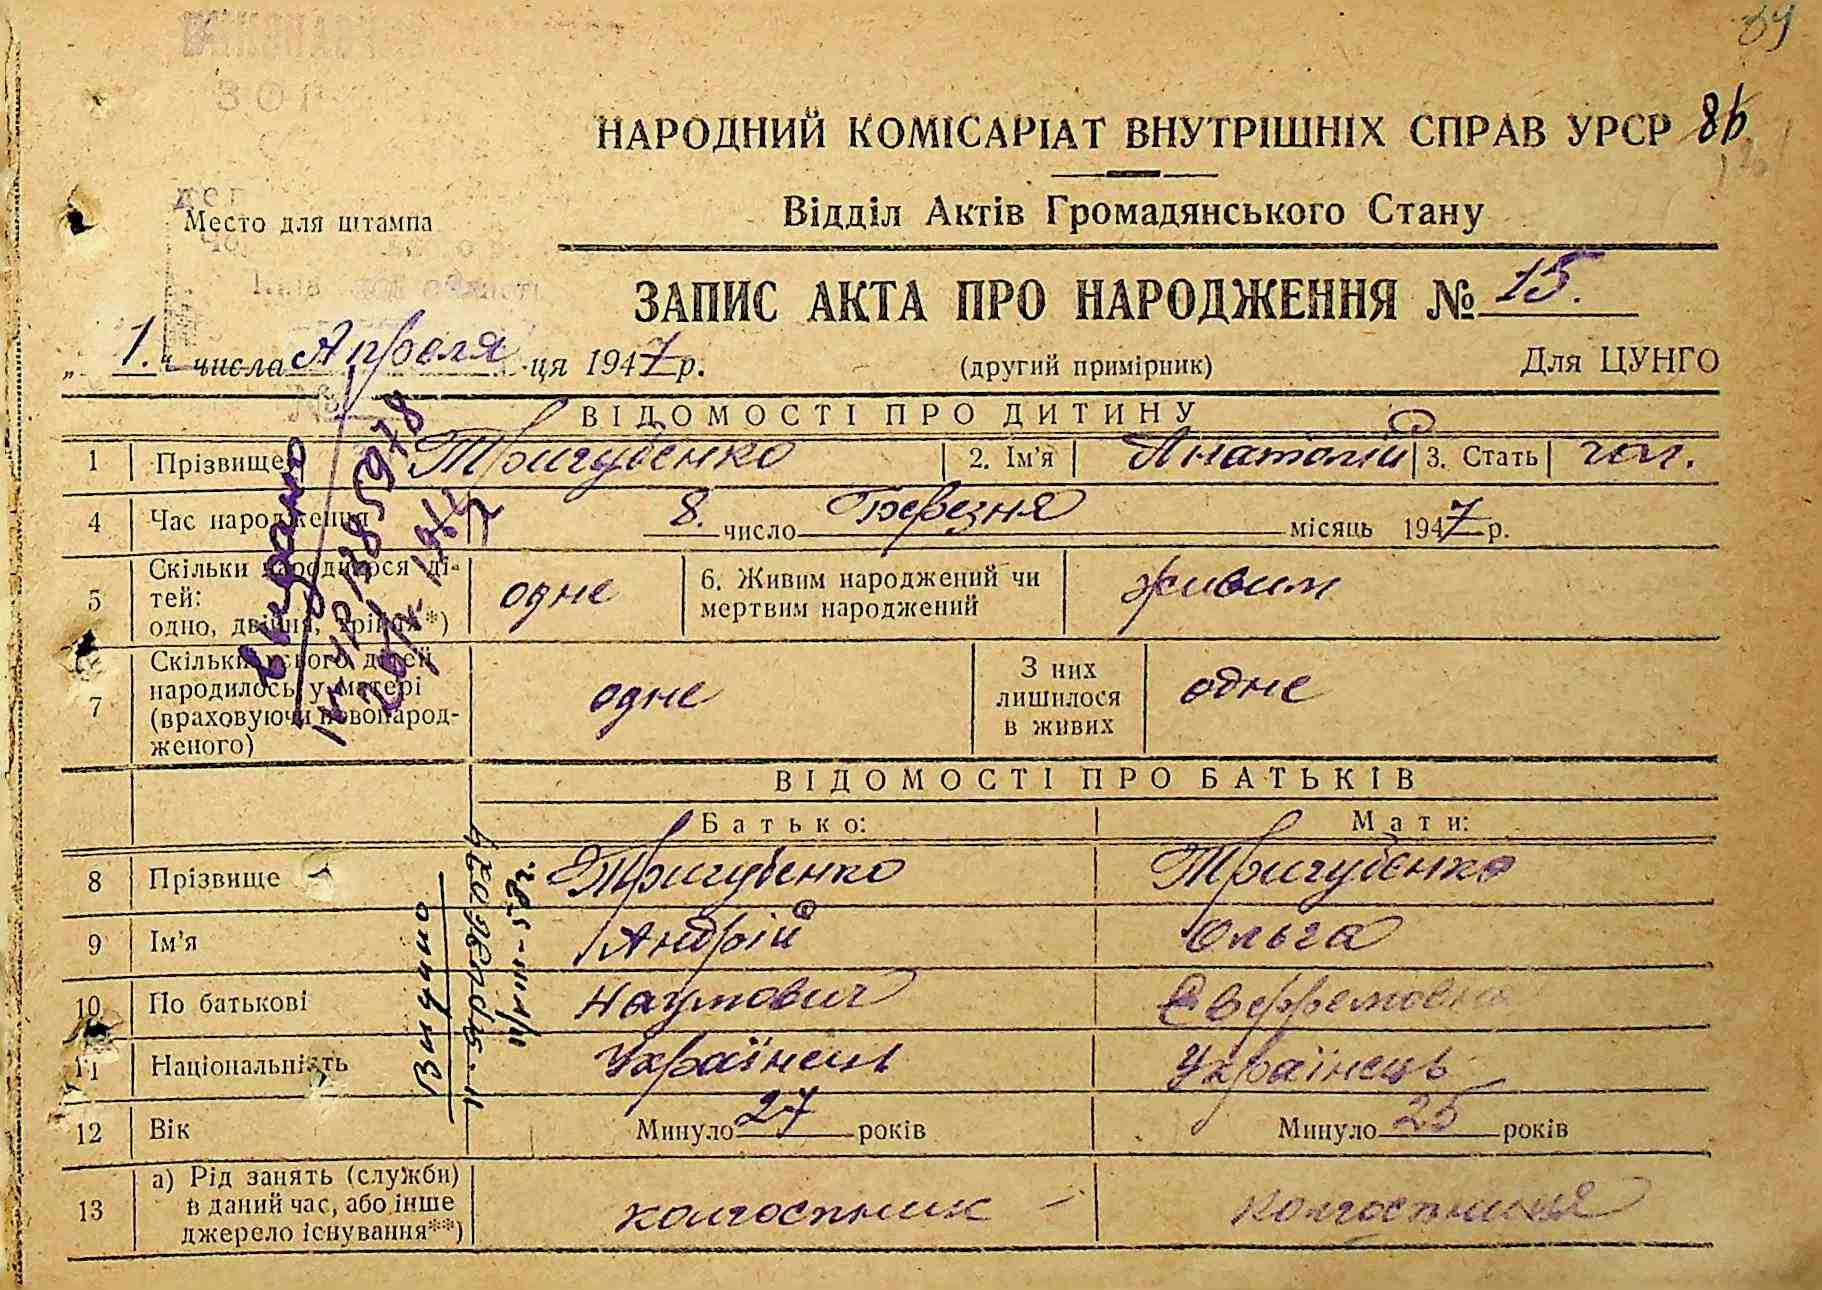 39
НАРОДНИЙ КОМІСАРІАТ ВНУТРІШНІХ СПРАВ УРСР 86
Место для штампа
Відділ Актів Громадянського Стану
ЗАПИС АКТА ПРО НАРОДЖЕННЯ № 15.
„1." числа Апреля ця 1947 р. (другий примірник) Для ЦУНГО
ВІДОМОСТІ ПРО ДИТИНУ
1 Прізвище Тригубенко 2. Ім'я Анатолій 3. Стать чол.
4 Час народження 8. число Березня місяць 1947 р.
5 Скільки народилося ді-
тей:
одно, двійня, трійня*) одне 6. Живим народжений чи
мертвим народжений живим
7 Скільки усього дітей
народилось у матері
(враховуючи новонарод-
женого) одне З них
лишилося
в живих одне
ВІДОМОСТІ ПРО БАТЬКІВ
Батько: Мати:
8 Прізвище Тригубенко Тригубенко
9 Ім'я Андрій Ольга
10 По батькові Наумович
11 Національність Українець Українець
12 Вік Минуло 27 років Минуло 25 років
13 а) Рід занять (служби)
в даний час, або інше
джерело існування**) колгоспник колгоспниця
Видано